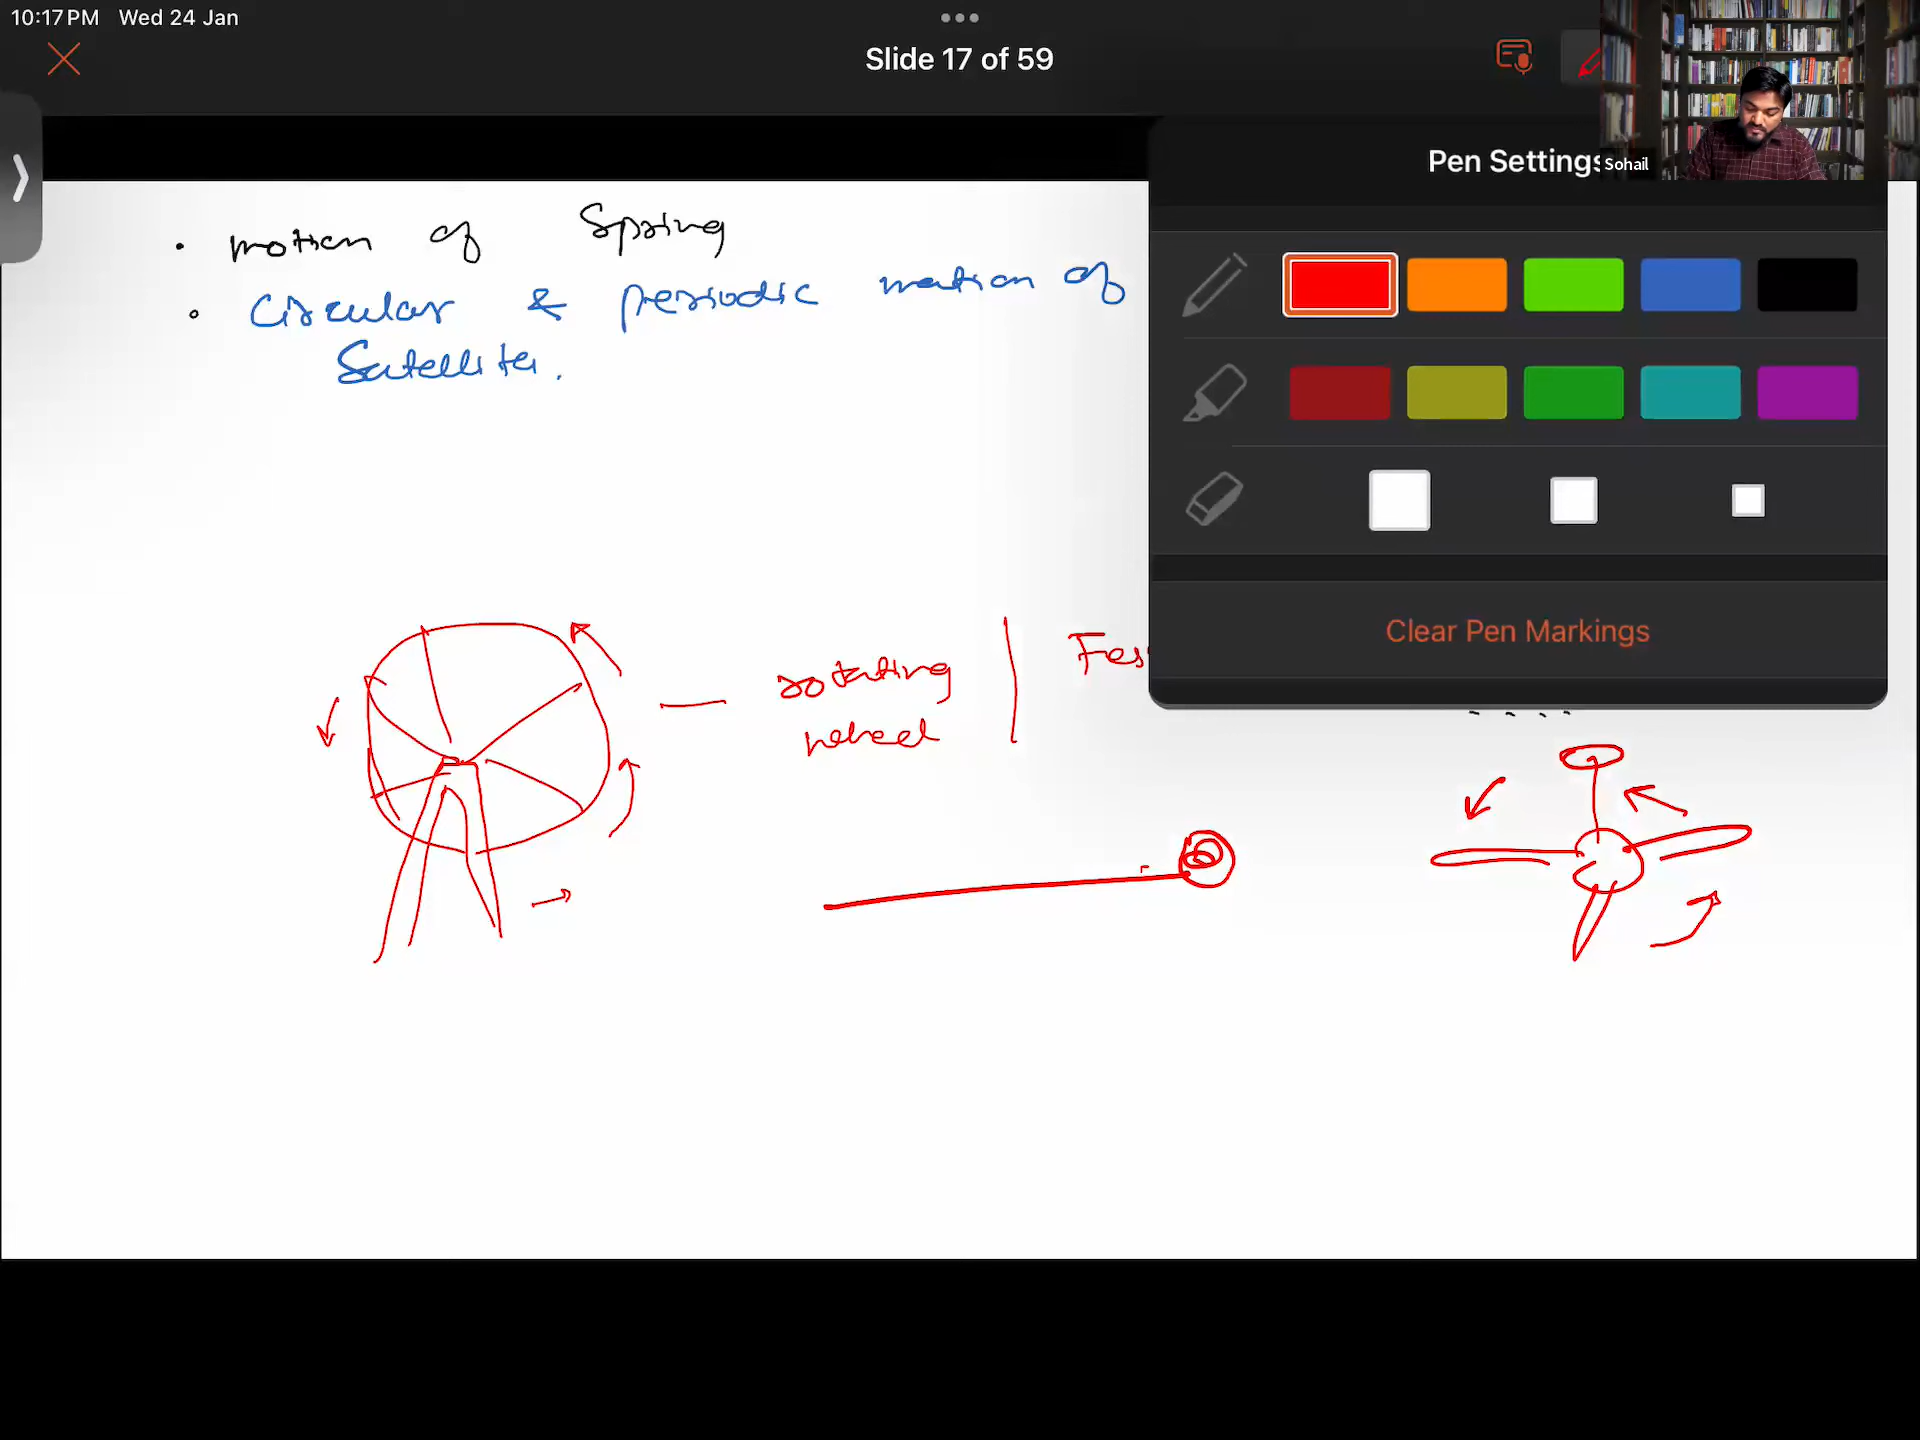 10:17 PM Wed 24 Jan
Slide 17 of 59
Pen Settings
Sohail
• motion of Spring
• Circular & periodic motion of
Satellite.
Clear Pen Markings
rotating
wheel